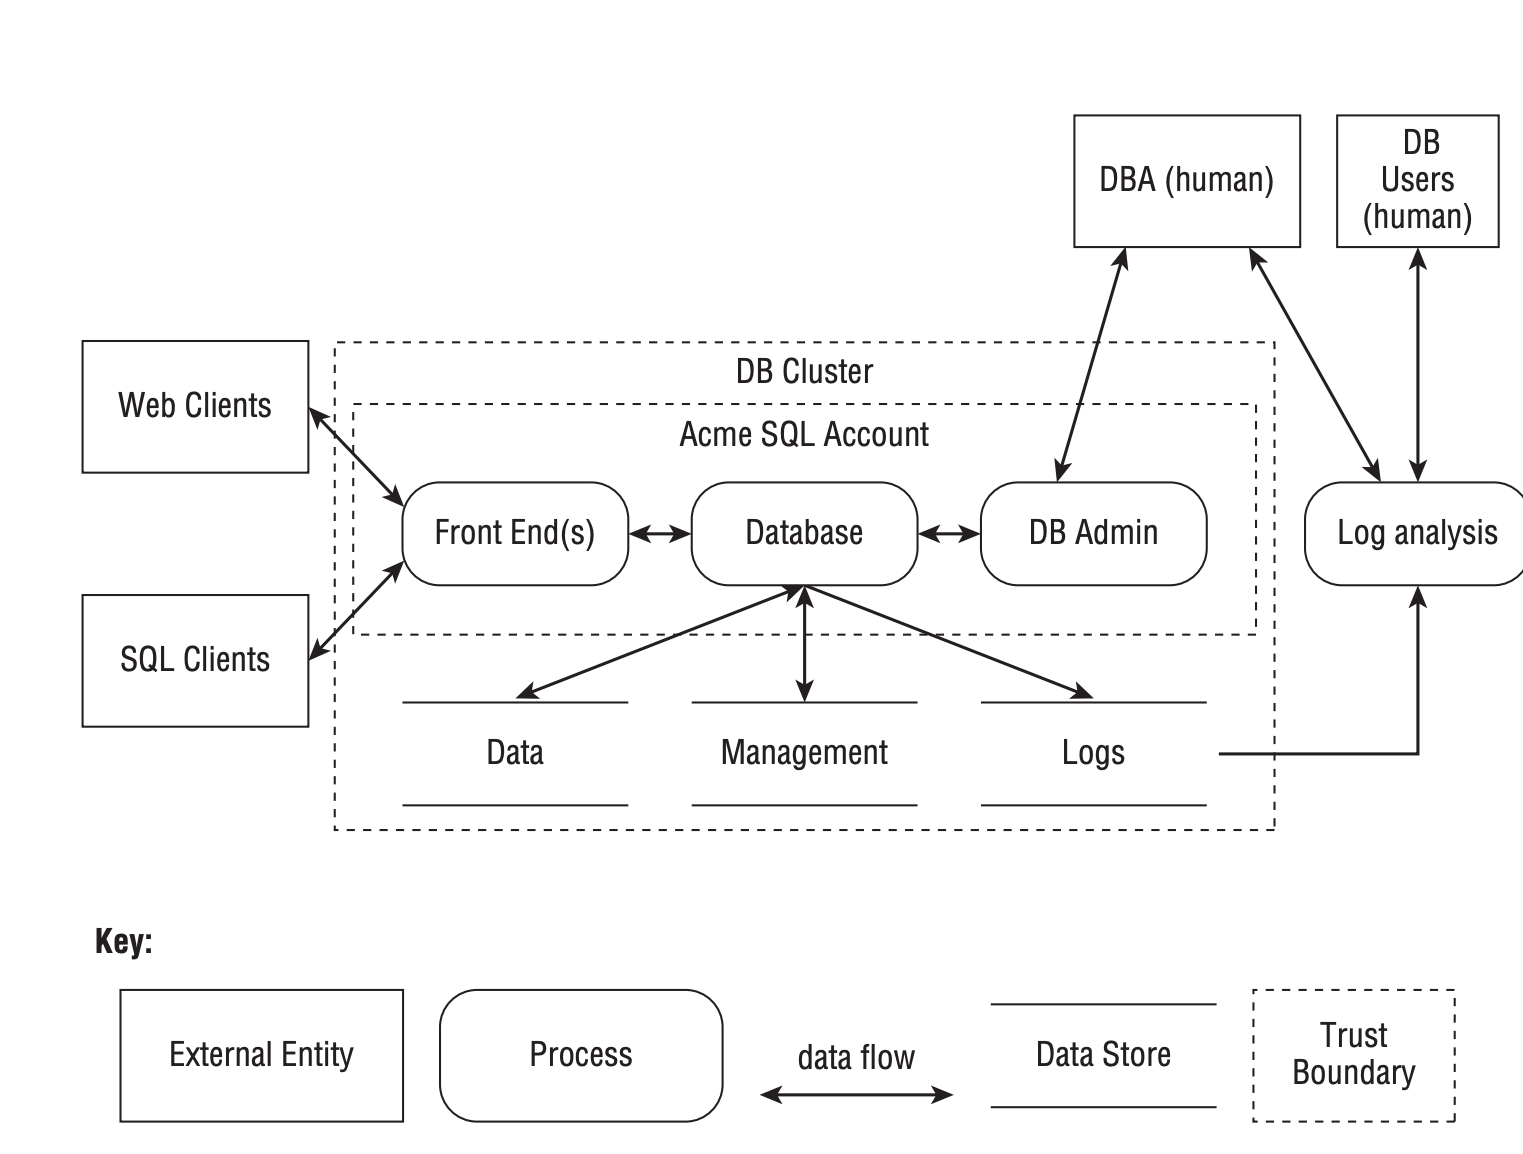 DBA (human)
DB
Users
(human)
Web Clients
DB Cluster
Acme SQL Account
Front End(s)
Database
DB Admin
Log analysis
SQL Clients
Data
Management
Logs
Key:
External Entity
Process
data flow
Data Store
Trust
Boundary